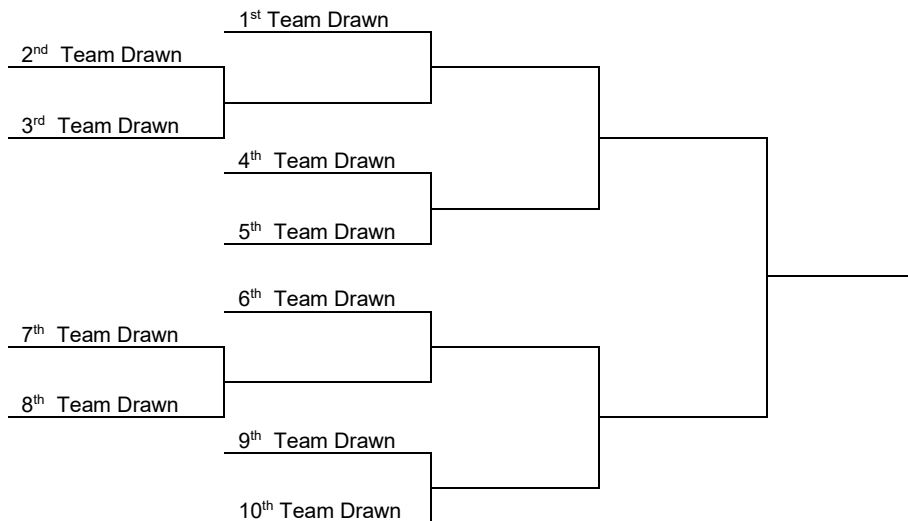 1st Team Drawn
2nd Team Drawn
3rd Team Drawn
4th Team Drawn
5th Team Drawn
6th Team Drawn
7th Team Drawn
8th Team Drawn
9th Team Drawn
10th Team Drawn